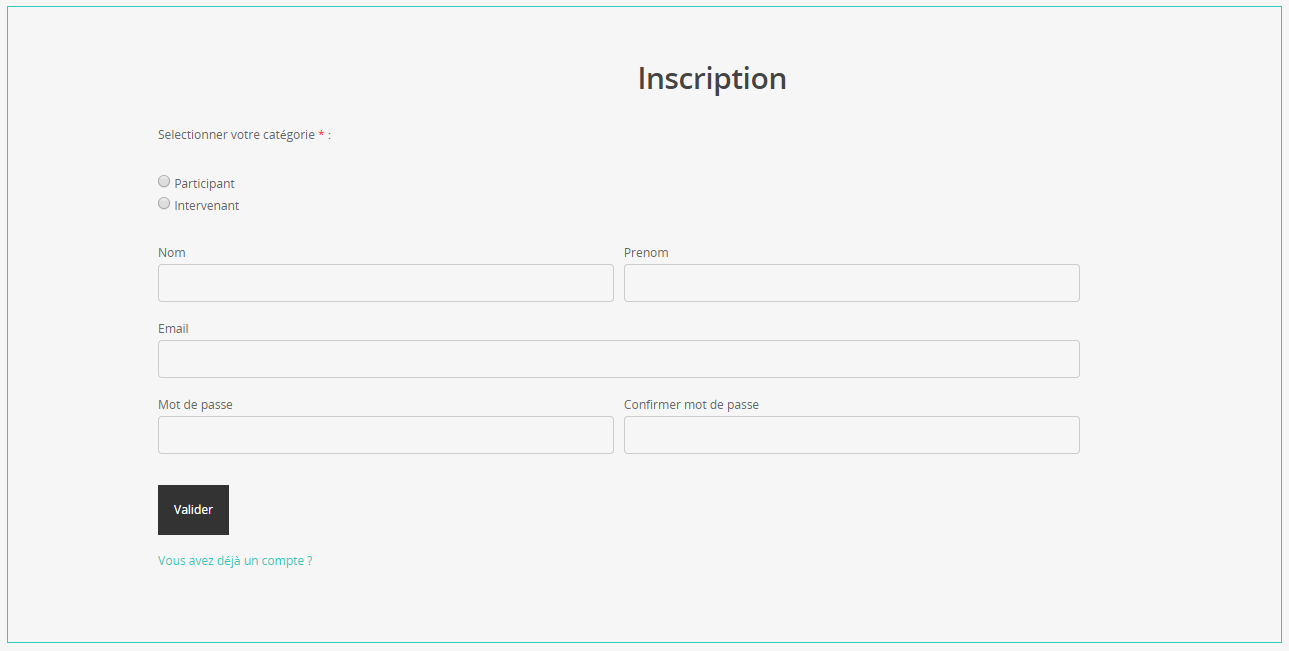 Inscription
Selectionner votre catégorie * :
Participant
Intervenant
Nom Prenom
Email
Mot de passe Confirmer mot de passe
Valider
Vous avez déjà un compte ?